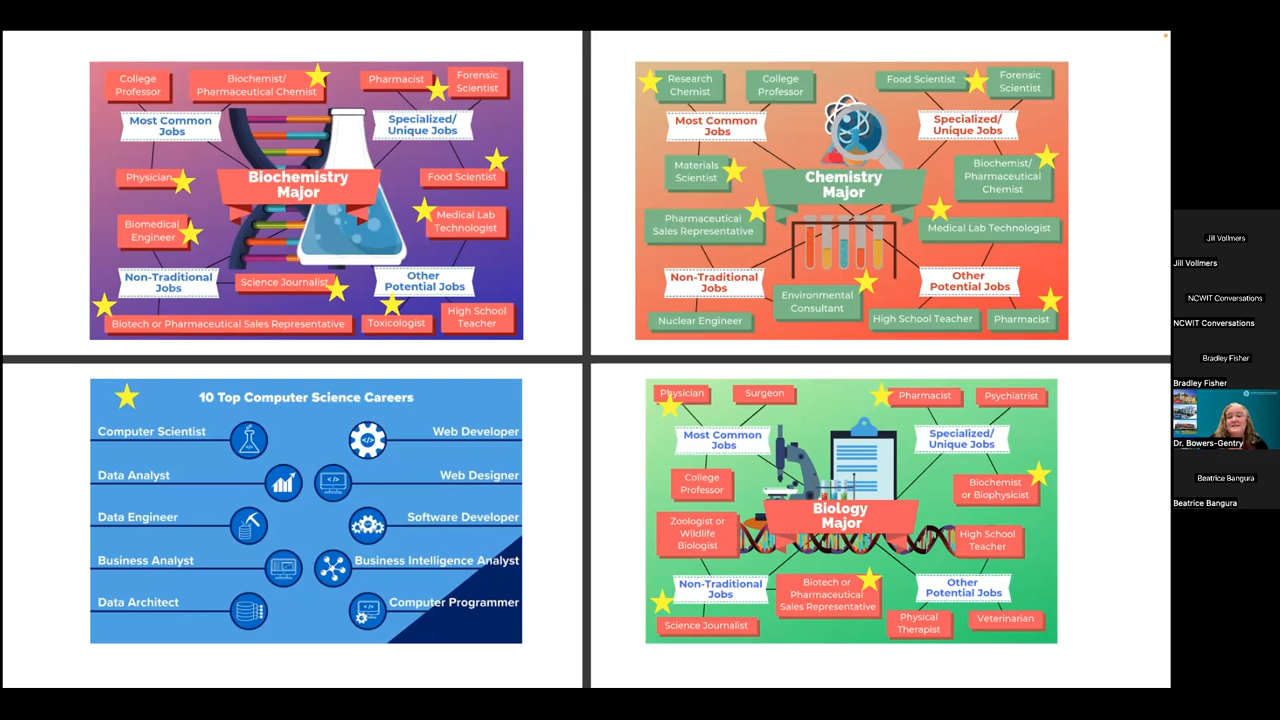 College
Professor
Biochemist/
Pharmaceutical Chemist
Pharmacist
Forensic
Scientist
Most Common
Jobs
Specialized/
Unique Jobs
Physician
Biochemistry
Major
Food Scientist
Biomedical
Engineer
Medical Lab
Technologist
Non-Traditional
Jobs
Science Journalist
Other
Potential Jobs
Biotech or Pharmaceutical Sales Representative
Toxicologist
High School
Teacher
Research
Chemist
College
Professor
Food Scientist
Forensic
Scientist
Most Common
Jobs
Specialized/
Unique Jobs
Materials
Scientist
Chemistry
Major
Biochemist/
Pharmaceutical
Chemist
Pharmaceutical
Sales Representative
Medical Lab Technologist
Non-Traditional
Jobs
Environmental
Consultant
Other
Potential Jobs
Nuclear Engineer
High School Teacher
Pharmacist
10 Top Computer Science Careers
Computer Scientist
Web Developer
Data Analyst
Web Designer
Data Engineer
Software Developer
Business Analyst
Business Intelligence Analyst
Data Architect
Computer Programmer
Physician
Surgeon
Pharmacist
Psychiatrist
Most Common
Jobs
Specialized/
Unique Jobs
College
Professor
Biochemist
or Biophysicist
Zoologist or
Wildlife
Biologist
Biology
Major
High School
Teacher
Non-Traditional
Jobs
Biotech or
Pharmaceutical
Sales Representative
Other
Potential Jobs
Science Journalist
Physical
Therapist
Veterinarian
Jill Vollmers
Jill Vollmers
NCWIT Conversations
NCWIT Conversations
Bradley Fisher
Bradley Fisher
Dr. Bowers-Gentry
Beatrice Bangura
Beatrice Bangura